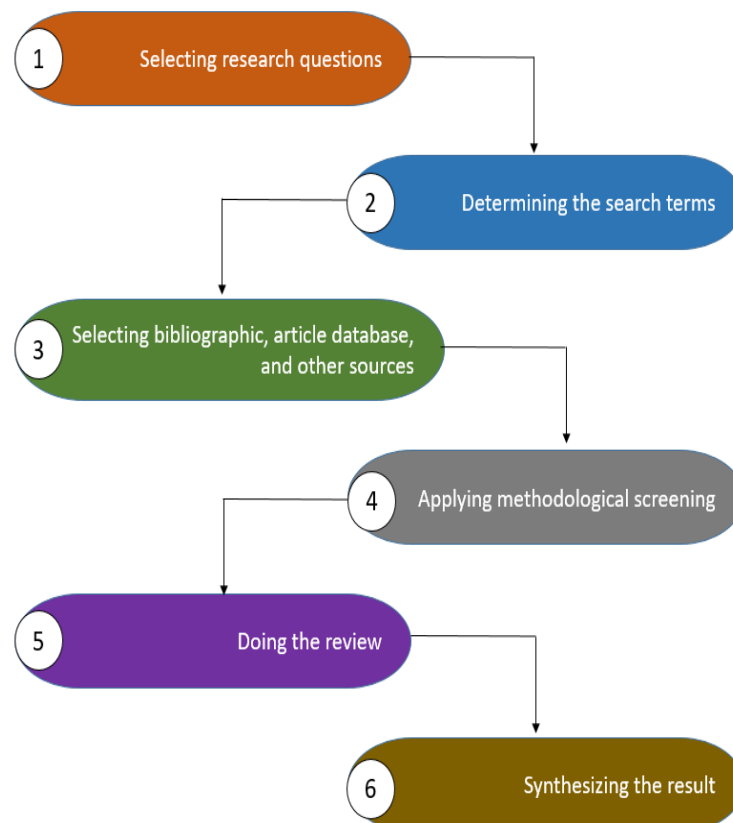 1
Selecting research questions
2
Determining the search terms
3
Selecting bibliographic, article database,
and other sources
4
Applying methodological screening
5
Doing the review
6
Synthesizing the result